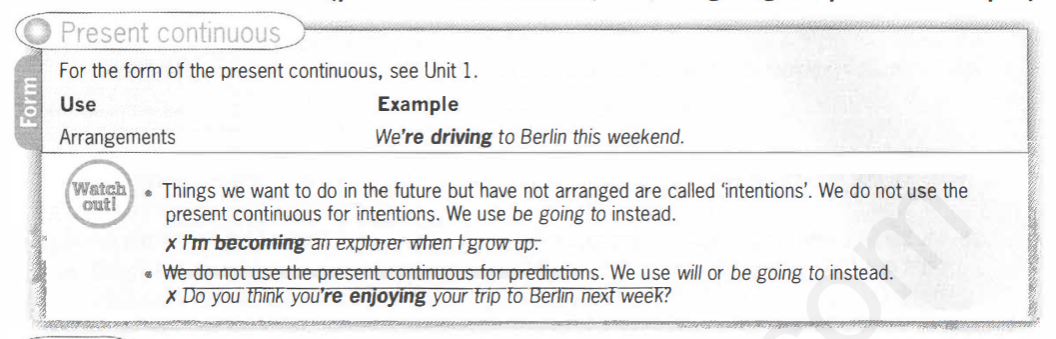 Present continuous
Form
For the form of the present continuous, see Unit 1.
Use Example
Arrangements We're driving to Berlin this weekend.
Watch out!
• Things we want to do in the future but have not arranged are called 'intentions'. We do not use the
present continuous for intentions. We use be going to instead.
✗ I'm becoming an explorer when I grow up.
• We do not use the present continuous for predictions. We use will or be going to instead.
✗ Do you think you're enjoying your trip to Berlin next week?
om